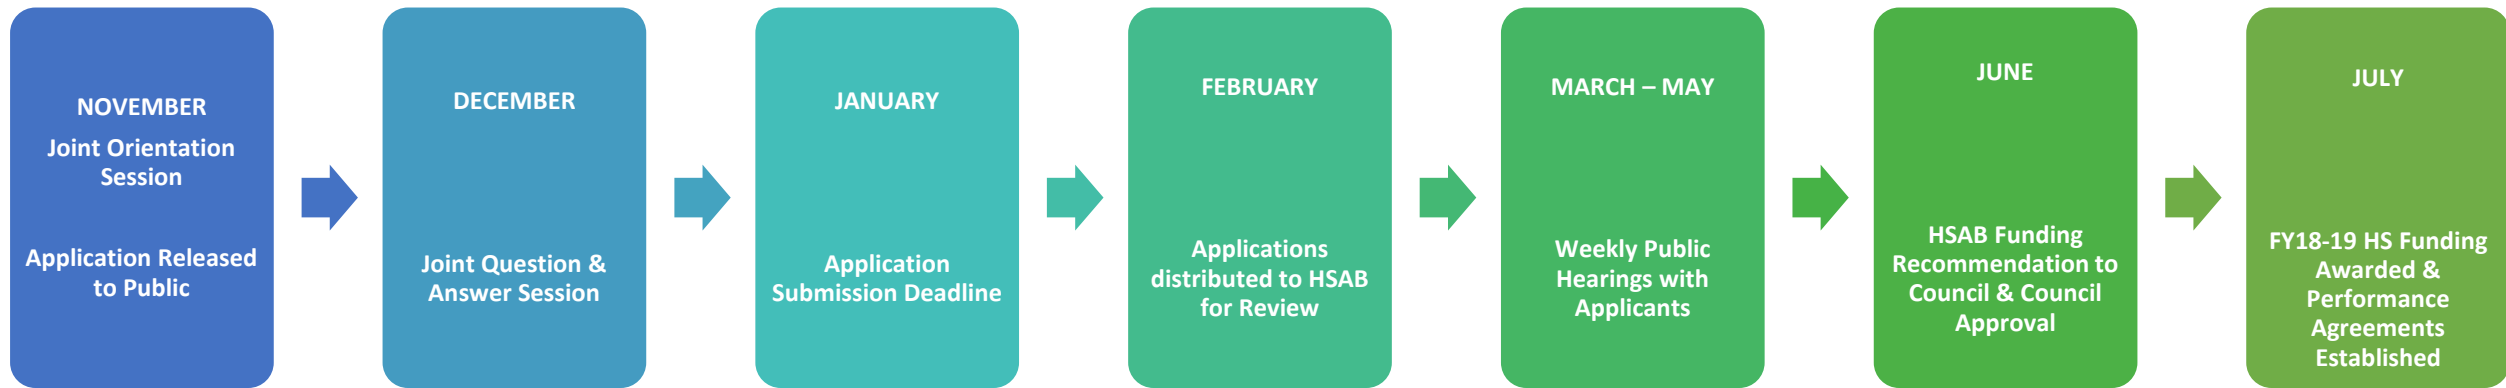 NOVEMBER
Joint Orientation
Session
Application Released
to Public
DECEMBER
Joint Question &
Answer Session
JANUARY
Application
Submission Deadline
FEBRUARY
Applications
distributed to HSAB
for Review
MARCH – MAY
Weekly Public
Hearings with
Applicants
JUNE
HSAB Funding
Recommendation to
Council & Council
Approval
JULY
FY18-19 HS Funding
Awarded &
Performance
Agreements
Established